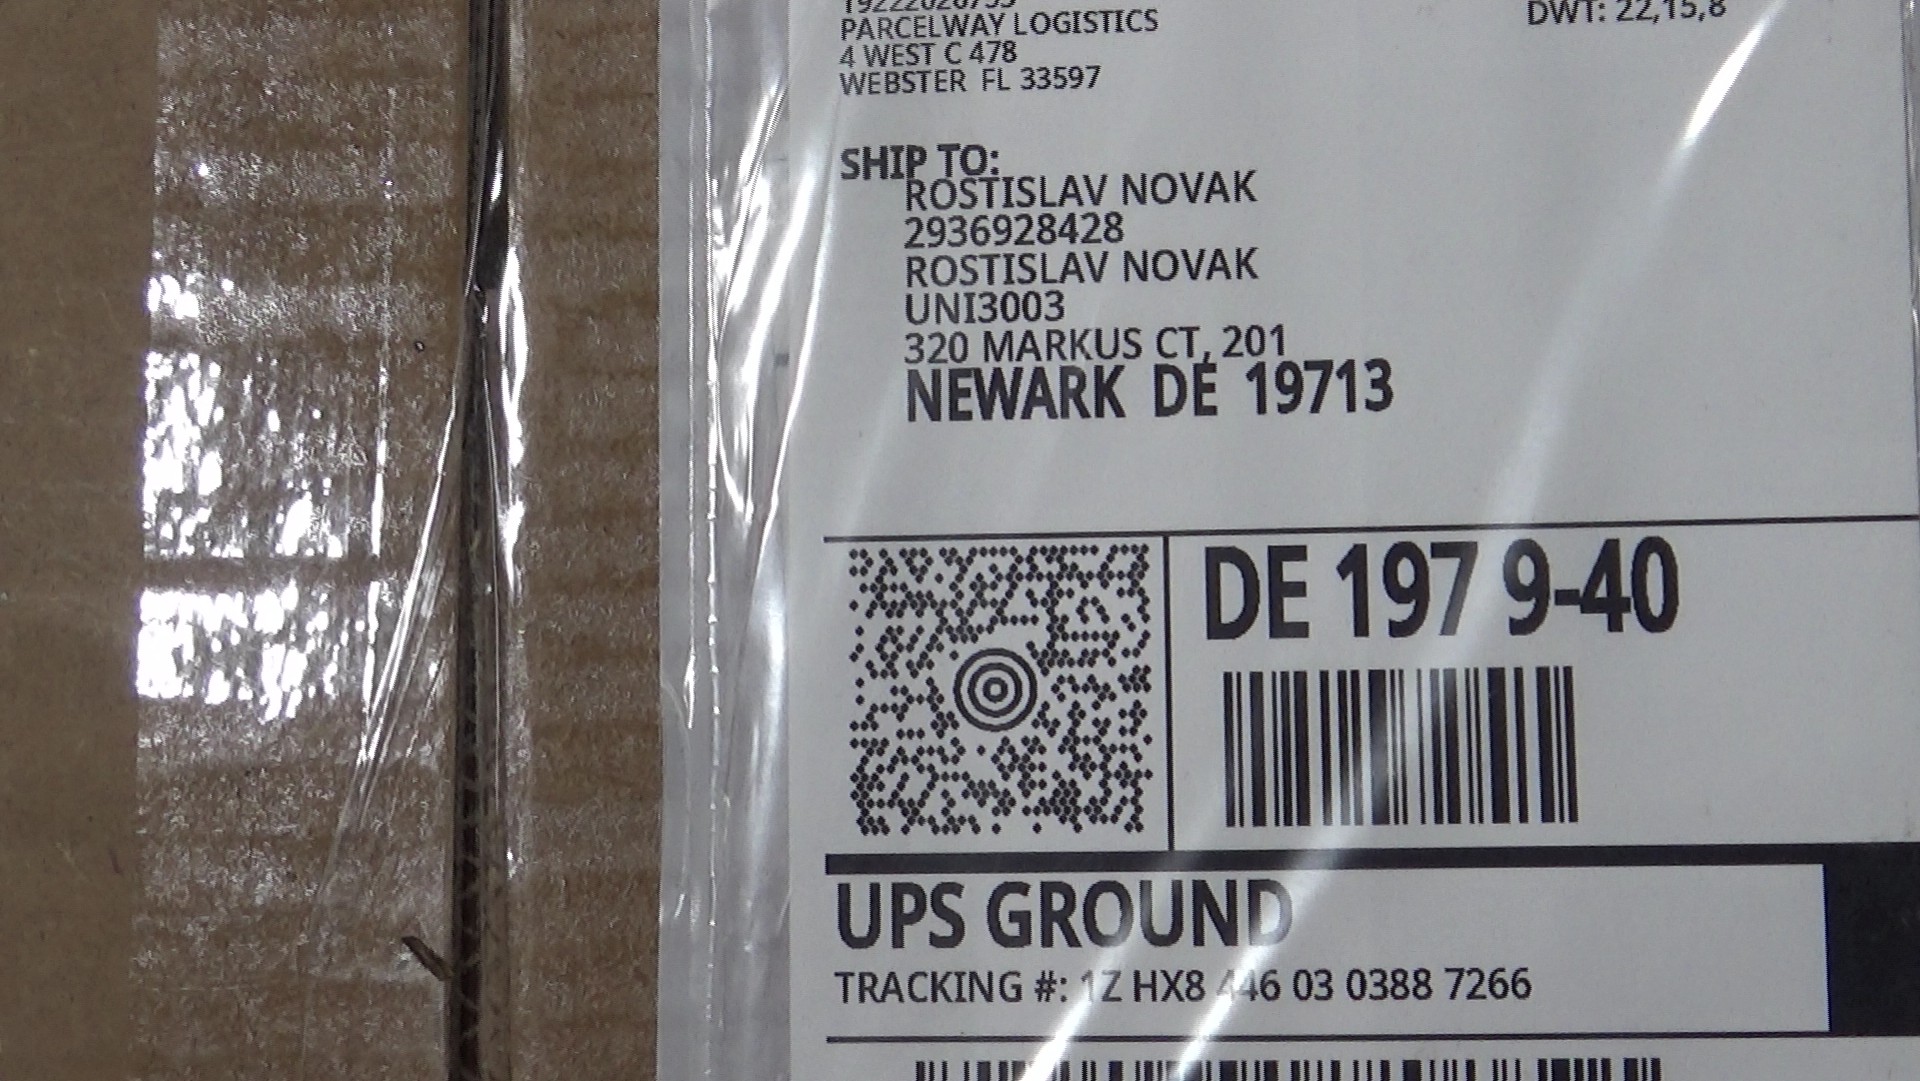 PARCELWAY LOGISTICS
4 WEST C 478
WEBSTER FL 33597
DWT: 22,15,8
SHIP TO:
ROSTISLAV NOVAK
2936928428
ROSTISLAV NOVAK
UNI3003
320 MARKUS CT, 201
NEWARK DE 19713
DE 197 9-40
UPS GROUND
TRACKING #: 1Z HX8 446 03 0388 7266